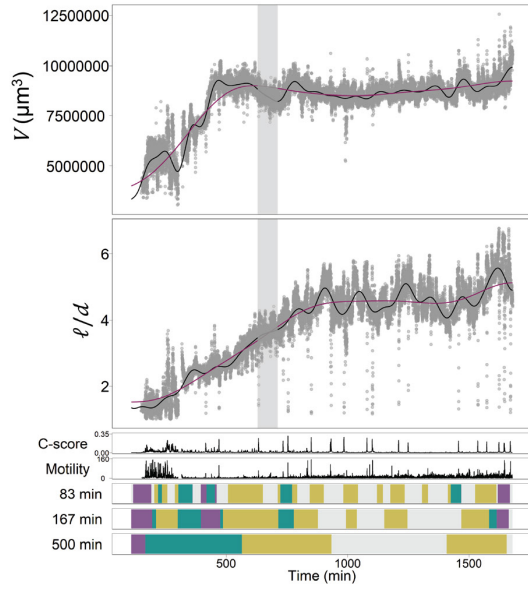 12500000
10000000
7500000
5000000
V (μm³)
6
4
2
ℓ/d
C-score
0.35
0.00
Motility
160
0
83 min
167 min
500 min
500
1000
1500
Time (min)